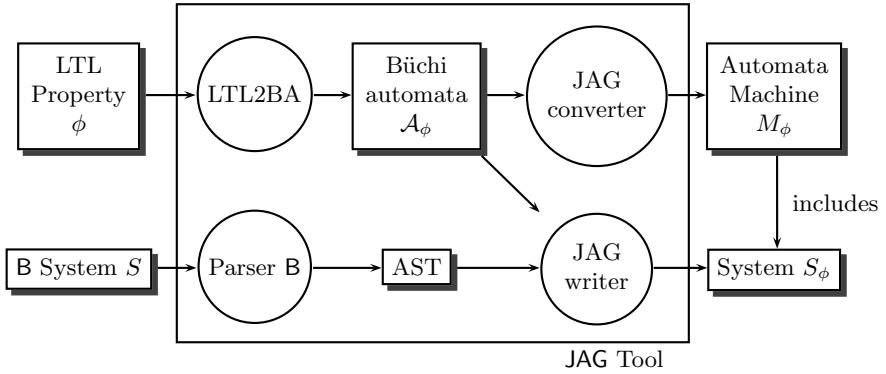 LTL
Property
ϕ
LTL2BA
Büchi
automata
𝒜ϕ
JAG
converter
Automata
Machine
Mϕ
includes
B System S
Parser B
AST
JAG
writer
System Sϕ
JAG Tool